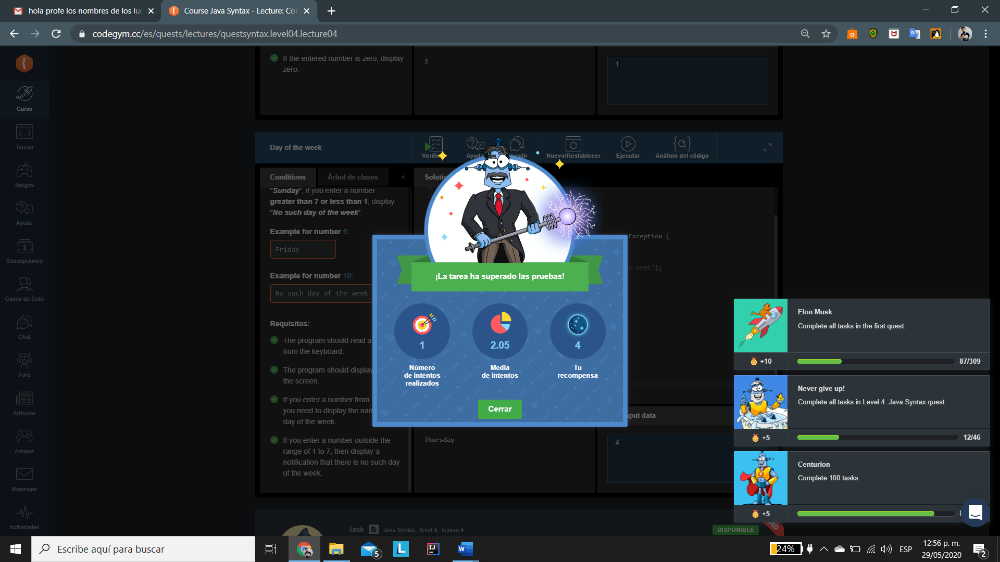 hola profe los nombres de los lug
Course Java Syntax - Lecture: Cor
codegym.cc/es/quests/lectures/questsyntax.level04.lecture04
Curso
Tareas
Juegos
Ayuda
Suscripciones
Casos de éxito
Chat
Foro
Artículos
Amigos
Mensajes
Actividades
If the entered number is zero, display
zero.
2
1
Day of the week
Verific
Ayuda
scutir
Nuevo/Restablecer
Ejecutar
Análisis del código
Conditions
Árbol de clases
Solutio
"Sunday", if you enter a number
greater than 7 or less than 1, display
"No such day of the week".
Example for number 5:
Friday
Example for number 10:
No such day of the week
Requisitos:
The program should read a
from the keyboard.
The program should display
the screen.
If you enter a number from
you need to display the nam
day of the week.
If you enter a number outside the
range of 1 to 7, then display a
notification that there is no such day
of the week.
Exception {
e week");
nput data
Thursday
4
¡La tarea ha superado las pruebas!
1
Número
de intentos
realizados
2.05
Media
de intentos
4
Tu
recompensa
Cerrar
Elon Musk
Complete all tasks in the first quest.
+10
87/309
Never give up!
Complete all tasks in Level 4. Java Syntax quest
+5
12/46
Centurion
Complete 100 tasks
+5
Task
Java Syntax, level 4, lesson 4
DISPONIBLE
RD
Escribe aquí para buscar
5
24%
ESP
12:56 p. m.
29/05/2020
2